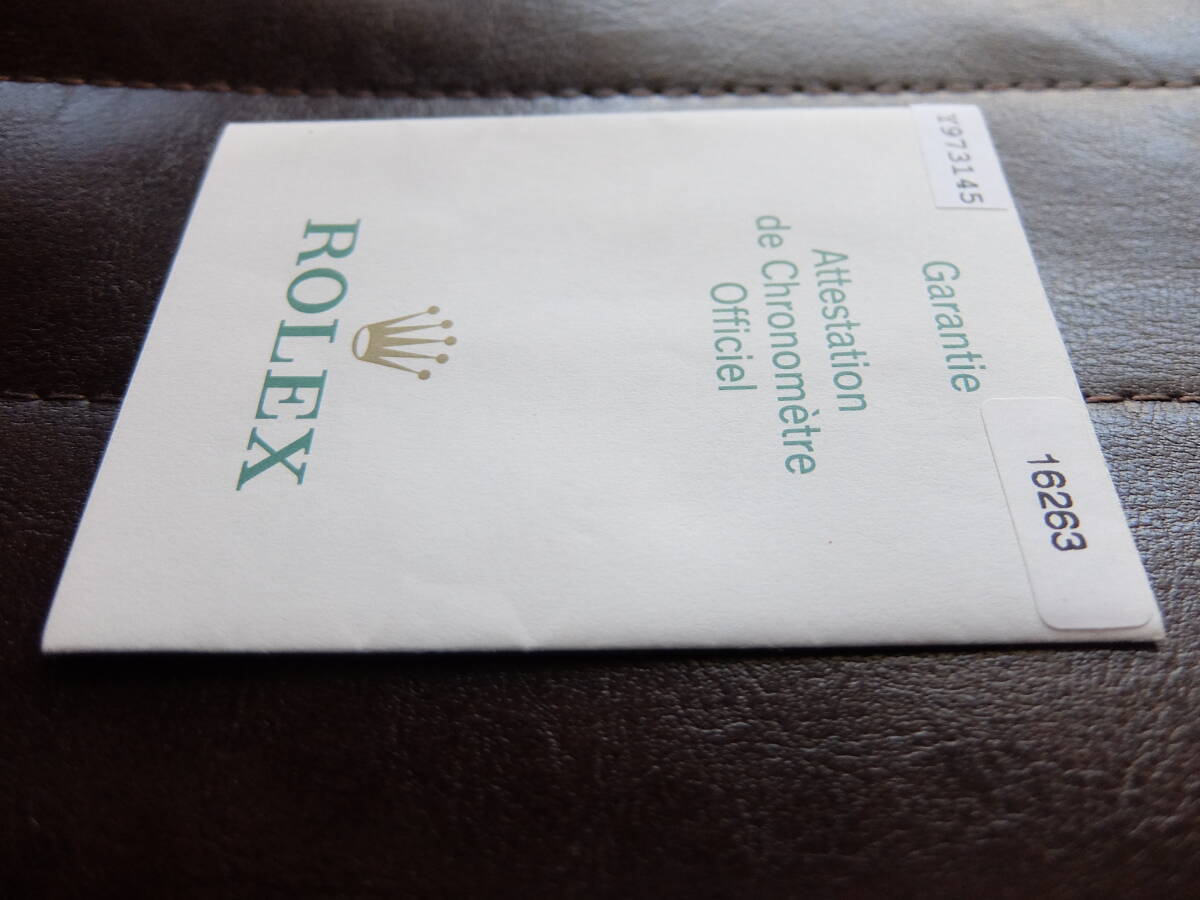 Y973145
16263
Garantie
Attestation
de Chronomètre
Officiel
ROLEX